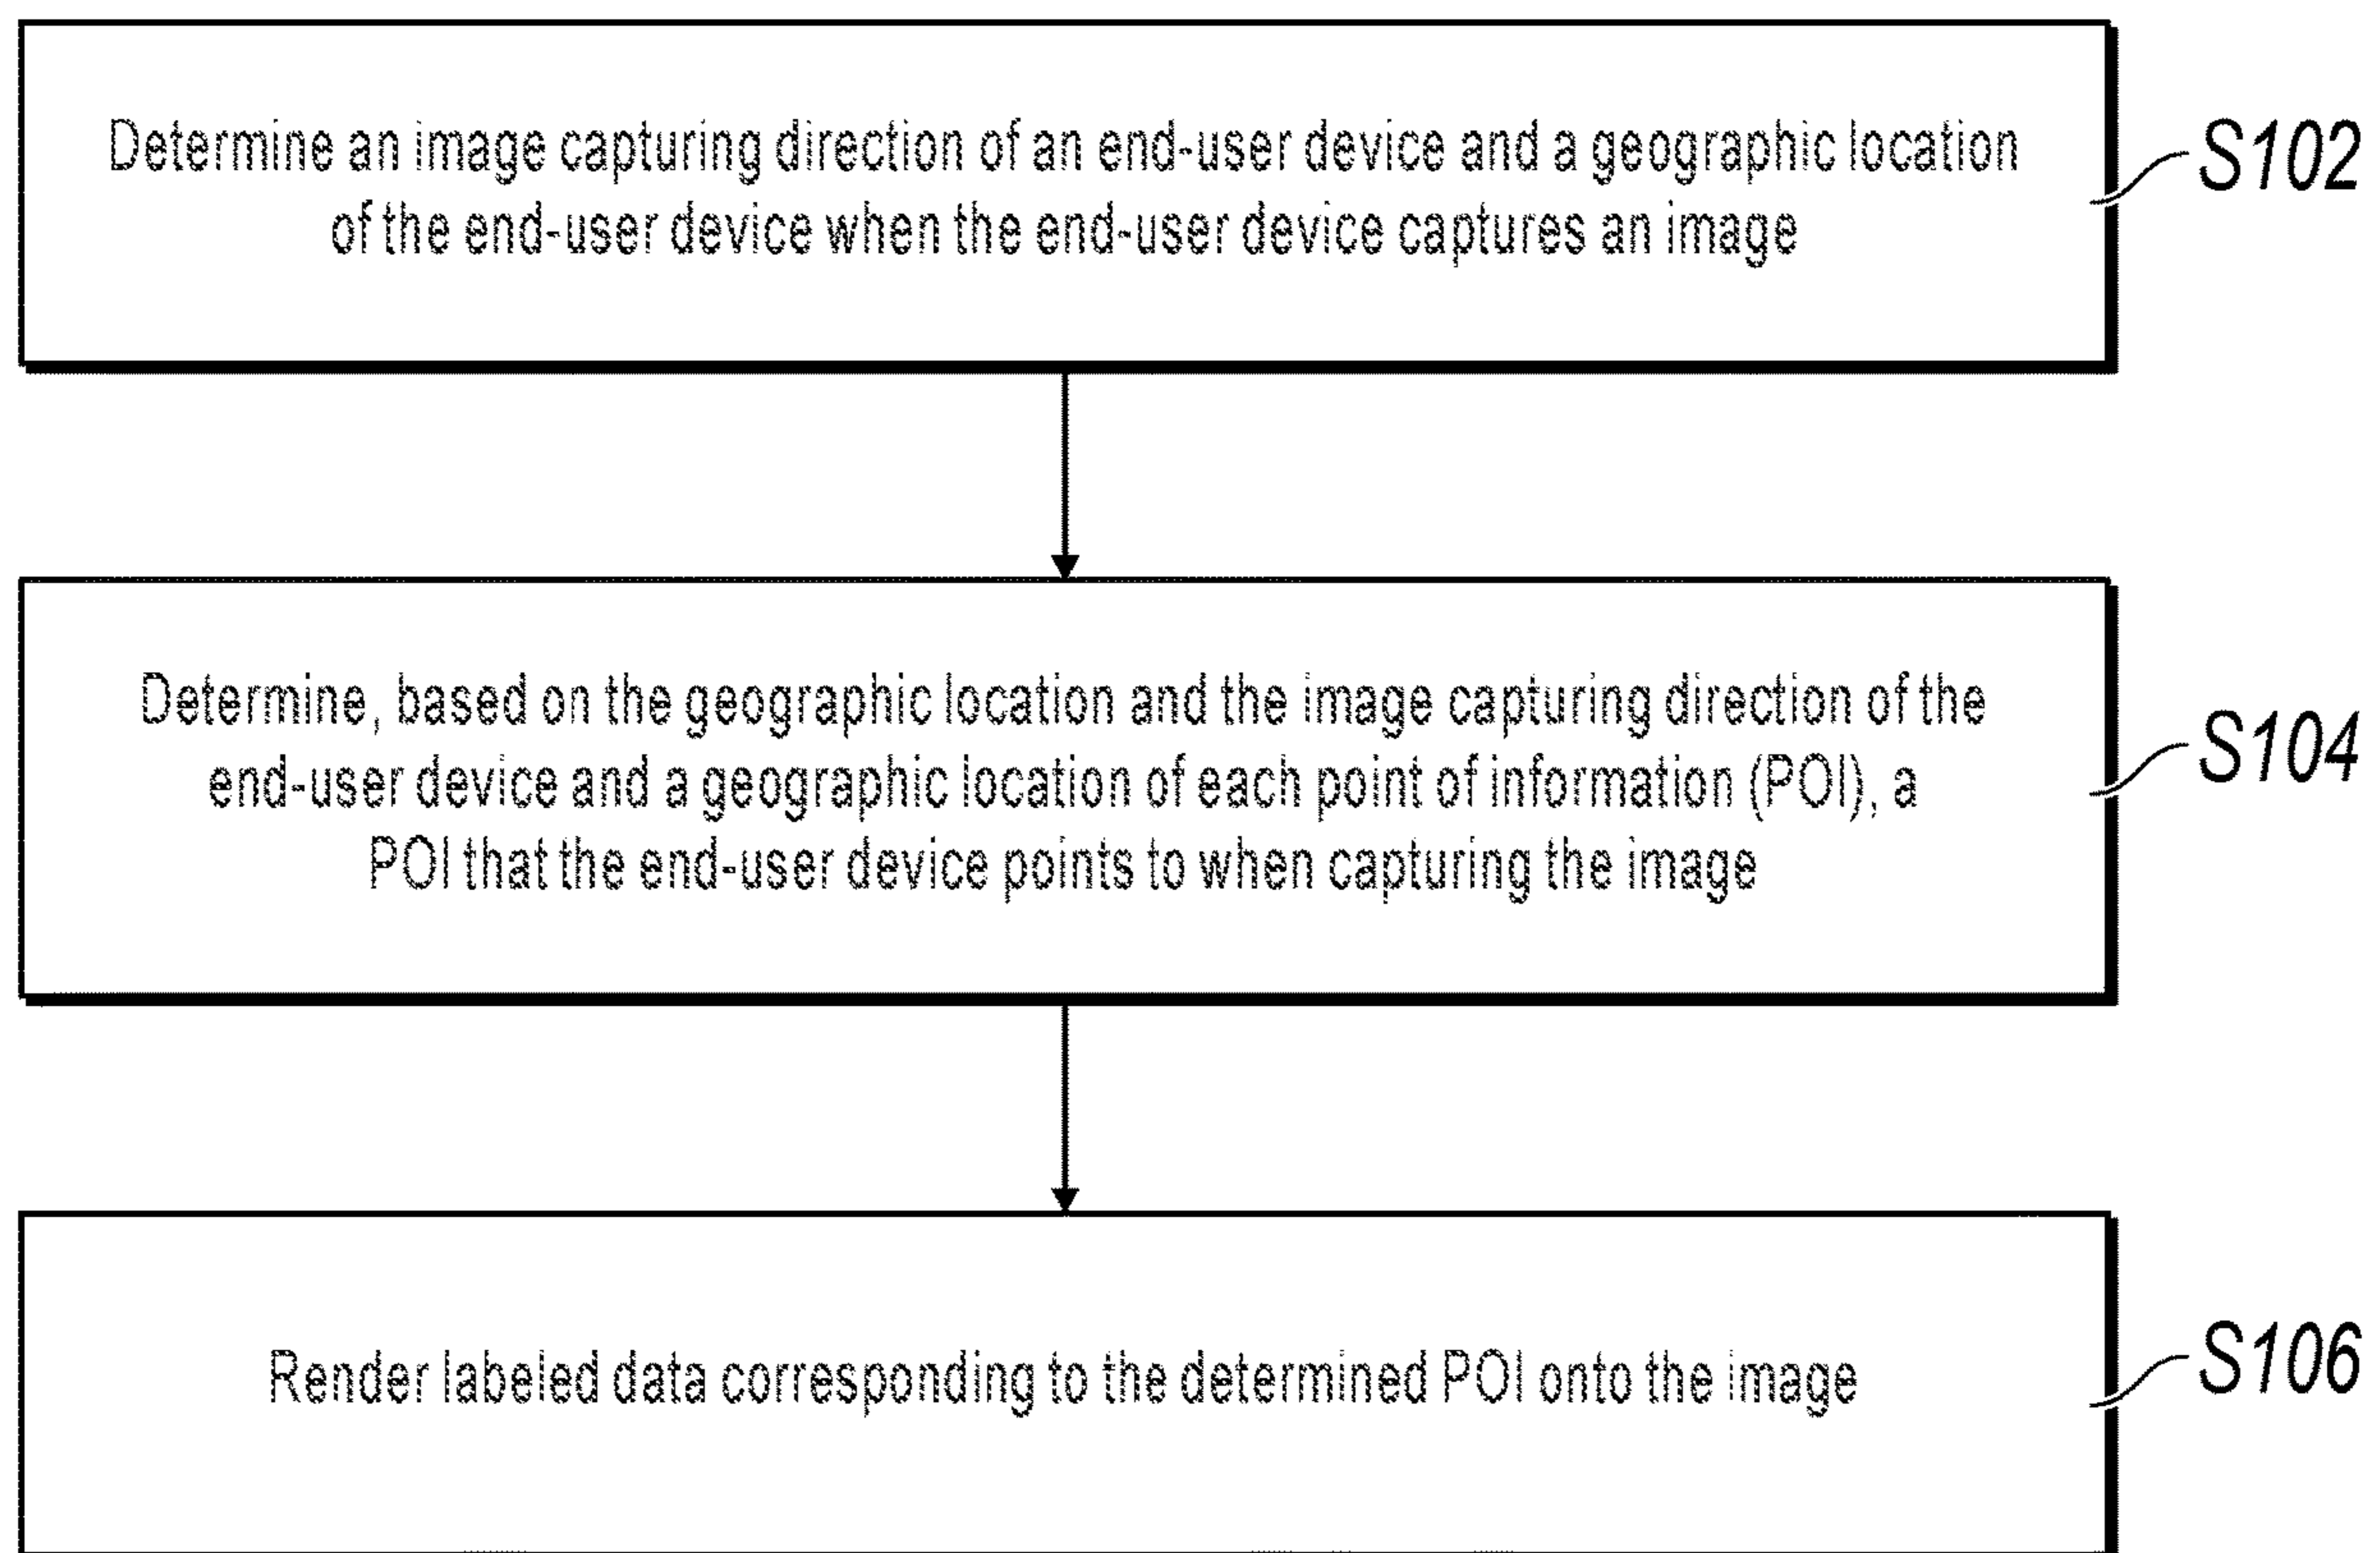 Determine an image capturing direction of an end-user device and a geographic location
of the end-user device when the end-user device captures an image
S102
Determine, based on the geographic location and the image capturing direction of the
end-user device and a geographic location of each point of information (POI), a
POI that the end-user device points to when capturing the image
S104
Render labeled data corresponding to the determined POI onto the image
S106